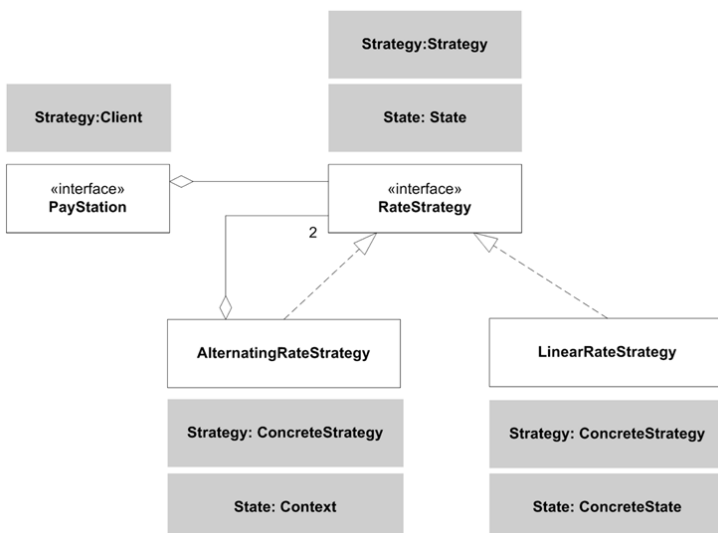 Strategy:Strategy
Strategy:Client
State: State
«interface»
PayStation
«interface»
RateStrategy
2
AlternatingRateStrategy
LinearRateStrategy
Strategy: ConcreteStrategy
Strategy: ConcreteStrategy
State: Context
State: ConcreteState